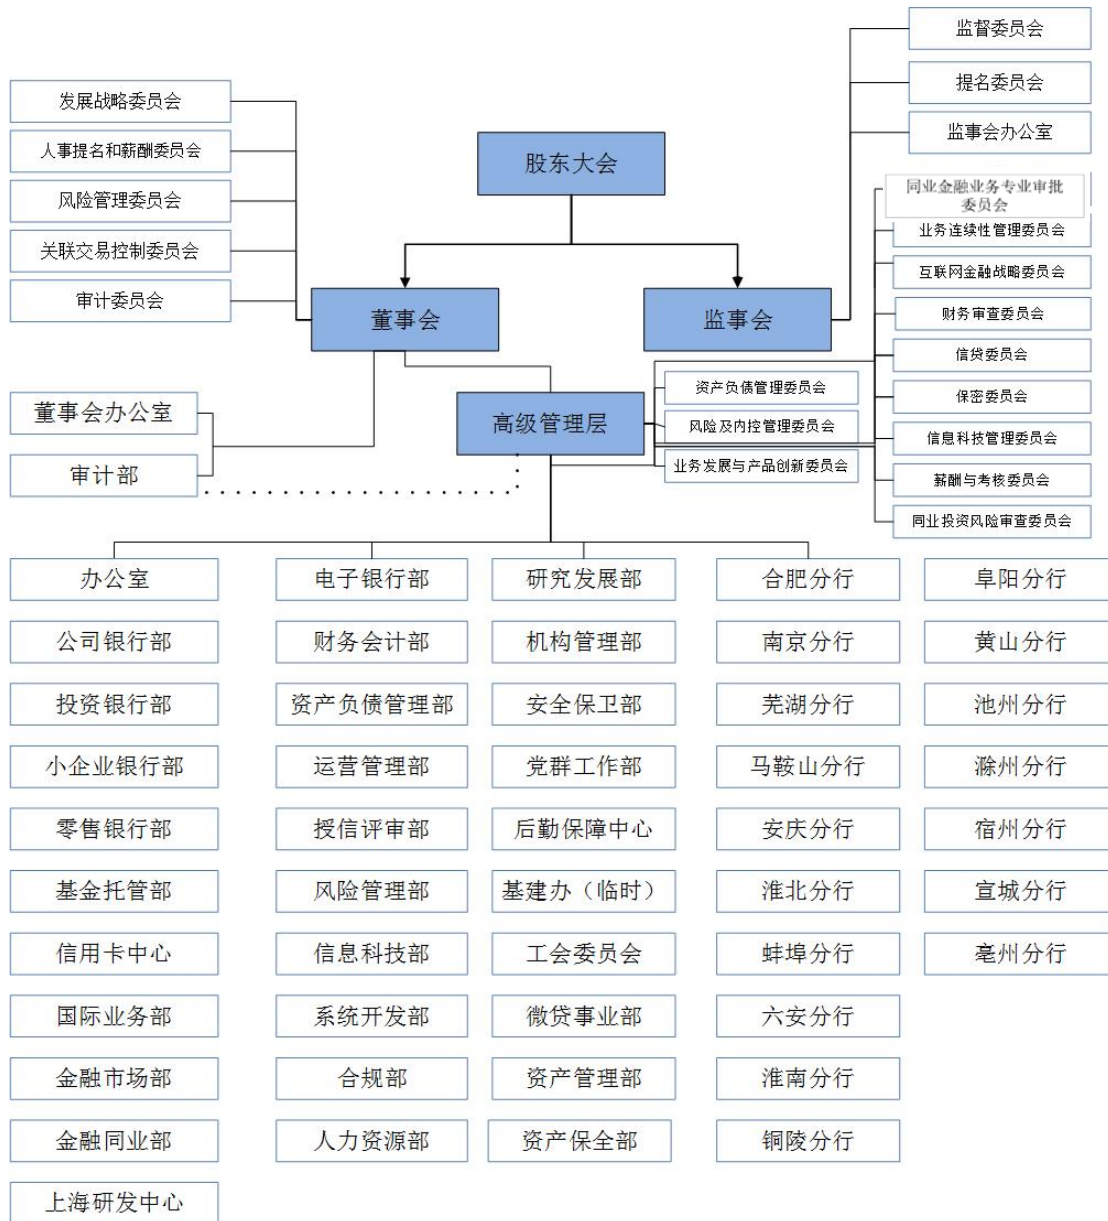 监督委员会
提名委员会
监事会办公室
发展战略委员会
人事提名和薪酬委员会
风险管理委员会
关联交易控制委员会
审计委员会
股东大会
董事会
监事会
同业金融业务专业审批
委员会
业务连续性管理委员会
互联网金融战略委员会
财务审查委员会
信贷委员会
保密委员会
信息科技管理委员会
薪酬与考核委员会
同业投资风险审查委员会
资产负债管理委员会
风险及内控管理委员会
业务发展与产品创新委员会
高级管理层
董事会办公室
审计部
办公室
公司银行部
投资银行部
小企业银行部
零售银行部
基金托管部
信用卡中心
国际业务部
金融市场部
金融同业部
上海研发中心
电子银行部
财务会计部
资产负债管理部
运营管理部
授信评审部
风险管理部
信息科技部
系统开发部
合规部
人力资源部
研究发展部
机构管理部
安全保卫部
党群工作部
后勤保障中心
基建办（临时）
工会委员会
微贷事业部
资产管理部
资产保全部
合肥分行
南京分行
芜湖分行
马鞍山分行
安庆分行
淮北分行
蚌埠分行
六安分行
淮南分行
铜陵分行
阜阳分行
黄山分行
池州分行
滁州分行
宿州分行
宣城分行
亳州分行